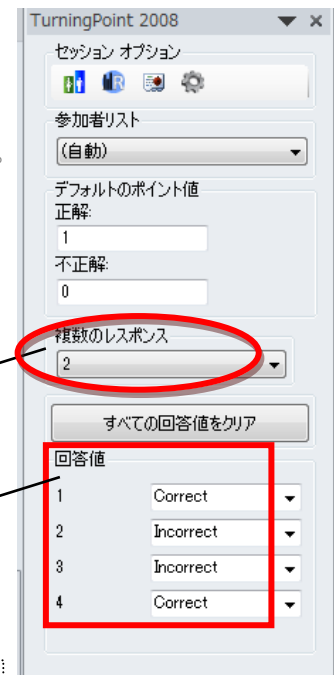 TurningPoint 2008
セッション オプション
参加者リスト
(自動)
デフォルトのポイント値
正解:
1
不正解:
0
複数のレスポンス
2
すべての回答値をクリア
回答値
1 Correct
2 Incorrect
3 Incorrect
4 Correct